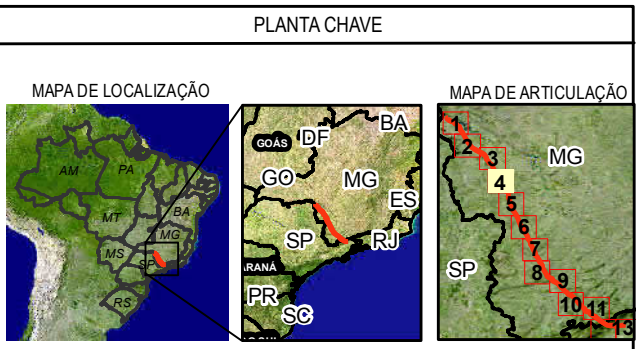 PLANTA CHAVE
MAPA DE LOCALIZAÇÃO
AM
PA
MT
BA
MG
MS
SP
RS
GOÁS
DF
BA
GO
MG
ES
SP
RJ
ARANÁ
PR
SC
MAPA DE ARTICULAÇÃO
1
2
3
MG
4
5
6
7
SP
8
9
10
11
13